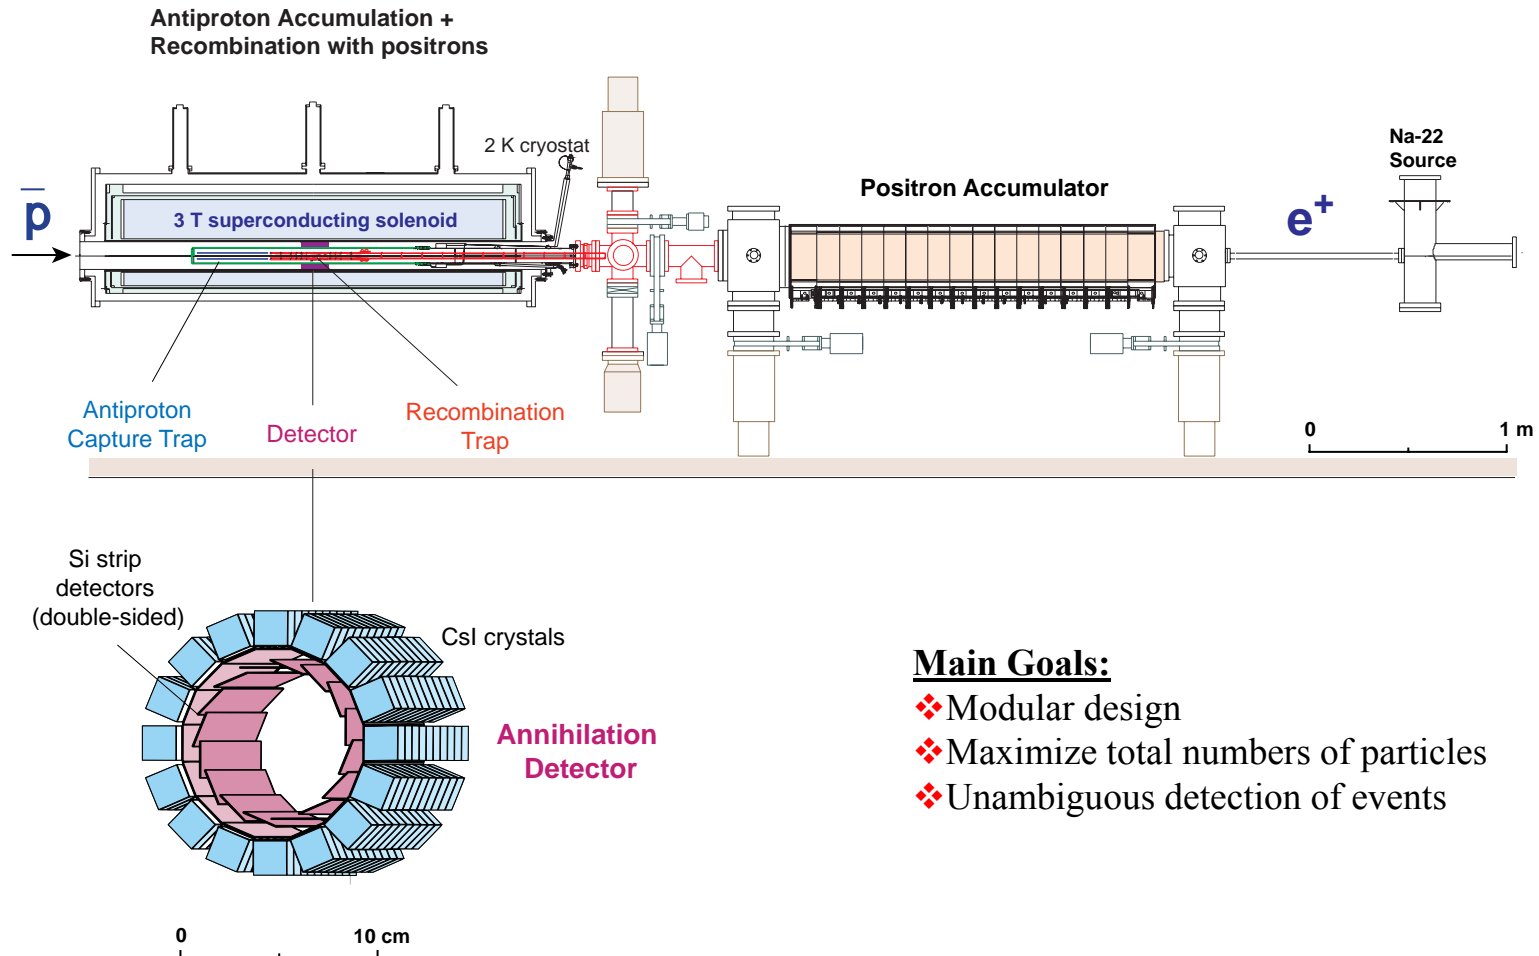 Antiproton Accumulation +
Recombination with positrons
2 K cryostat
Na-22
Source
p̅
3 T superconducting solenoid
Positron Accumulator
e⁺
Antiproton
Capture Trap
Detector
Recombination
Trap
0 1 m
Si strip
detectors
(double-sided)
CsI crystals
Annihilation
Detector
Main Goals:
❖Modular design
❖Maximize total numbers of particles
❖Unambiguous detection of events
0 10 cm